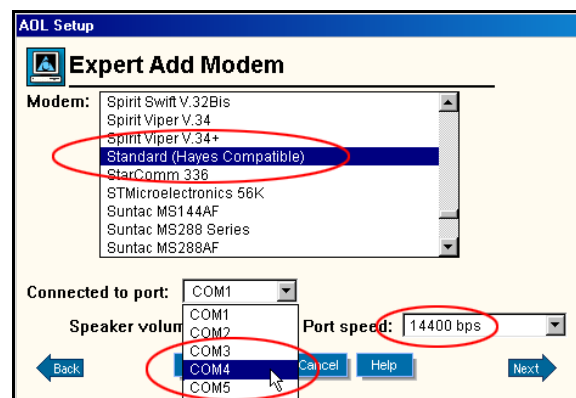 AOL Setup
Expert Add Modem
Modem:
Spirit Swift V.32Bis
Spirit Viper V.34
Spirit Viper V.34+
Standard (Hayes Compatible)
StarComm 336
STMicroelectronics 56K
Suntac MS144AF
Suntac MS288 Series
Suntac MS288AF
Connected to port: COM1
COM1
Speaker COM2 Port speed: 14400 bps
COM3
Back COM4 Cancel Help Next
COM5